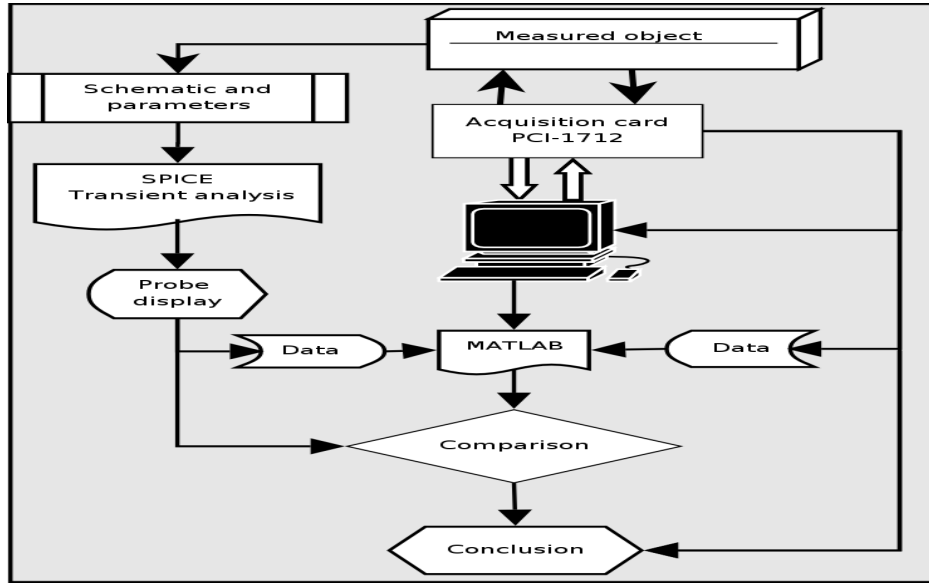 Measured object
Schematic and
parameters
Acquisition card
PCI-1712
SPICE
Transient analysis
Probe
display
Data
MATLAB
Data
Comparison
Conclusion